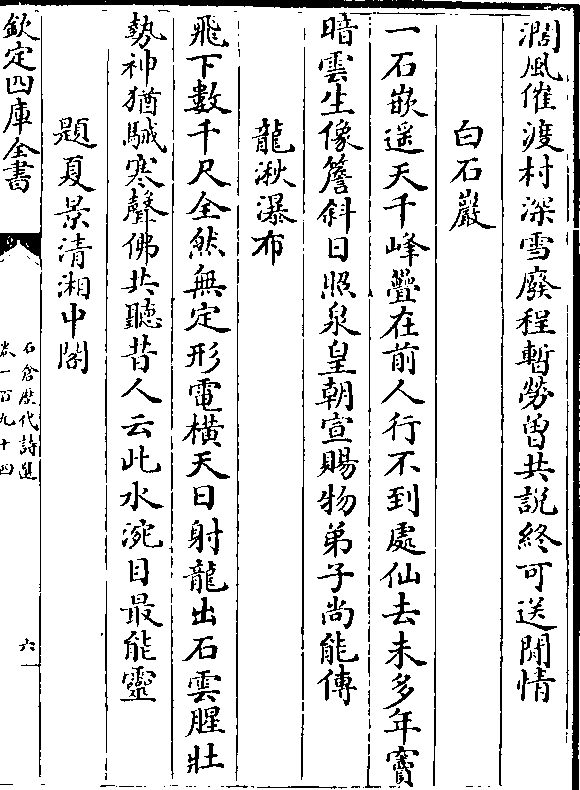 濶風催渡村深雪廢程暫勞曾共説終可送閒情
白石巖
一石嵌遥天千峰疊在前人行不到處仙去未多年竇
暗雲生像簷斜日照泉皇朝宣賜物弟子尚能傳
龍湫瀑布
飛下數千尺全然無定形電横天日射龍出石雲腥壯
勢神猶駴寒聲佛共聽昔人云此水洗目最能靈
題夏景清湘中閣
欽定四庫全書
石倉歴代詩選
卷一百九十四
六